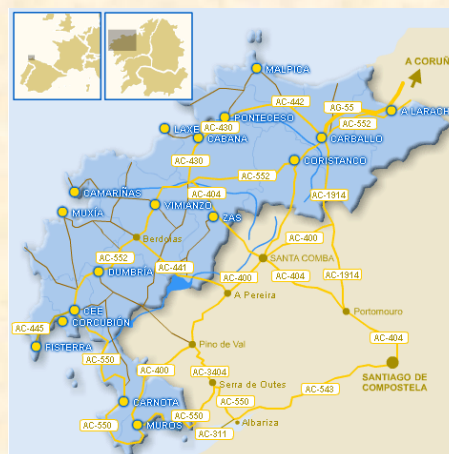 A CORUÑA
MALPICA
AC-442
AG-55
A LARACH
LAXE
AC-430
PONTECESO
AC-552
CABANA
CARBALLO
AC-430
CORISTANCO
AC-552
CAMARIÑAS
AC-404
AC-1914
MUXÍA
VIMIANZO
ZAS
Berdoias
AC-400
AC-552
SANTA COMBA
DUMBRÍA
AC-441
AC-400
AC-404
AC-1914
A Pereira
CEE
Portomouro
CORCUBIÓN
AC-445
AC-404
FISTERRA
Pino de Val
AC-550
AC-400
AC-3404
SANTIAGO DE
COMPOSTELA
Serra de Outes
AC-543
CARNOTA
AC-550
AC-550
AC-550
MUROS
Albariza
AC-311